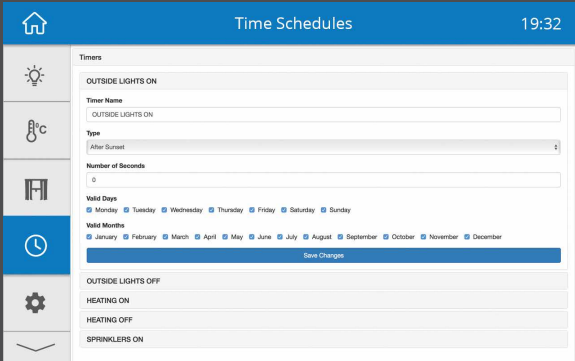 Time Schedules
19:32
Timers
OUTSIDE LIGHTS ON
Timer Name
OUTSIDE LIGHTS ON
Type
After Sunset
Number of Seconds
0
Valid Days
Monday Tuesday Wednesday Thursday Friday Saturday Sunday
Valid Months
January February March April May June July August September October November December
Save Changes
OUTSIDE LIGHTS OFF
HEATING ON
HEATING OFF
SPRINKLERS ON
°C